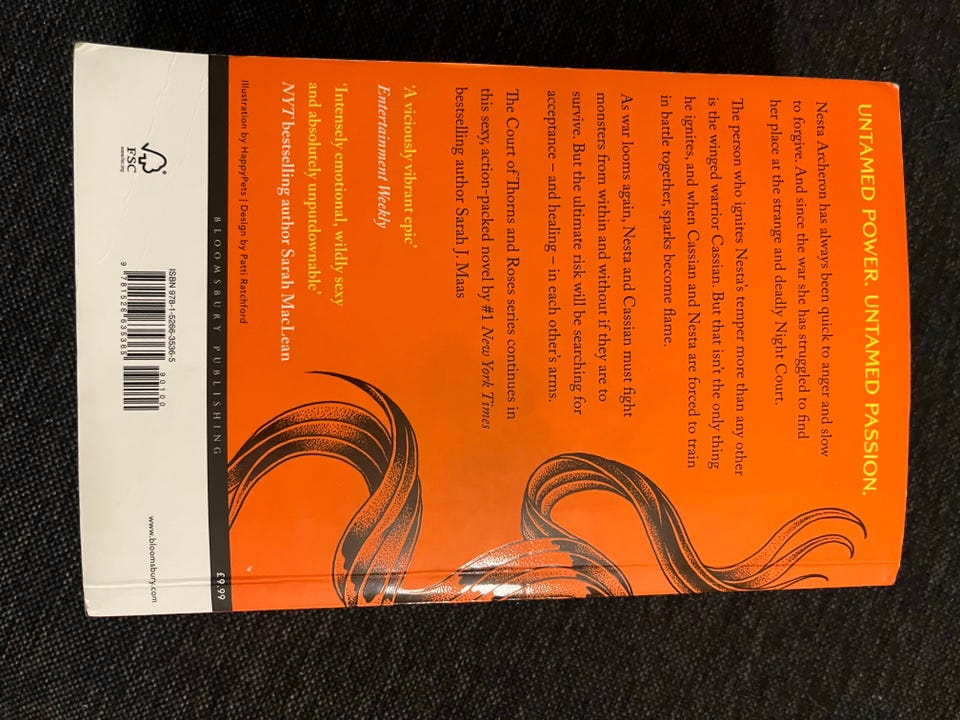 UNTAMED POWER. UNTAMED PASSION.
Nesta Archeron has always been quick to anger and slow
to forgive. And since the war she has struggled to find
her place at the strange and deadly Night Court.
The person who ignites Nesta's temper more than any other
is the winged warrior Cassian. But that isn't the only thing
he ignites, and when Cassian and Nesta are forced to train
in battle together, sparks become flame.
As war looms again, Nesta and Cassian must fight
monsters from within and without if they are to
survive. But the ultimate risk will be searching for
acceptance – and healing – in each other's arms.
The Court of Thorns and Roses series continues in
this sexy, action-packed novel by #1 New York Times
bestselling author Sarah J. Maas
'A viciously vibrant epic'
Entertainment Weekly
'Intensely emotional, wildly sexy
and absolutely unputdownable'
NYT bestselling author Sarah MacLean
Illustration by HappyPets | Design by Patti Ratchford
BLOOMSBURY PUBLISHING
£9.99
FSC
www.fsc.org
ISBN 978-1-5266-3536-5
90100
9 781526 635365
www.bloomsbury.com